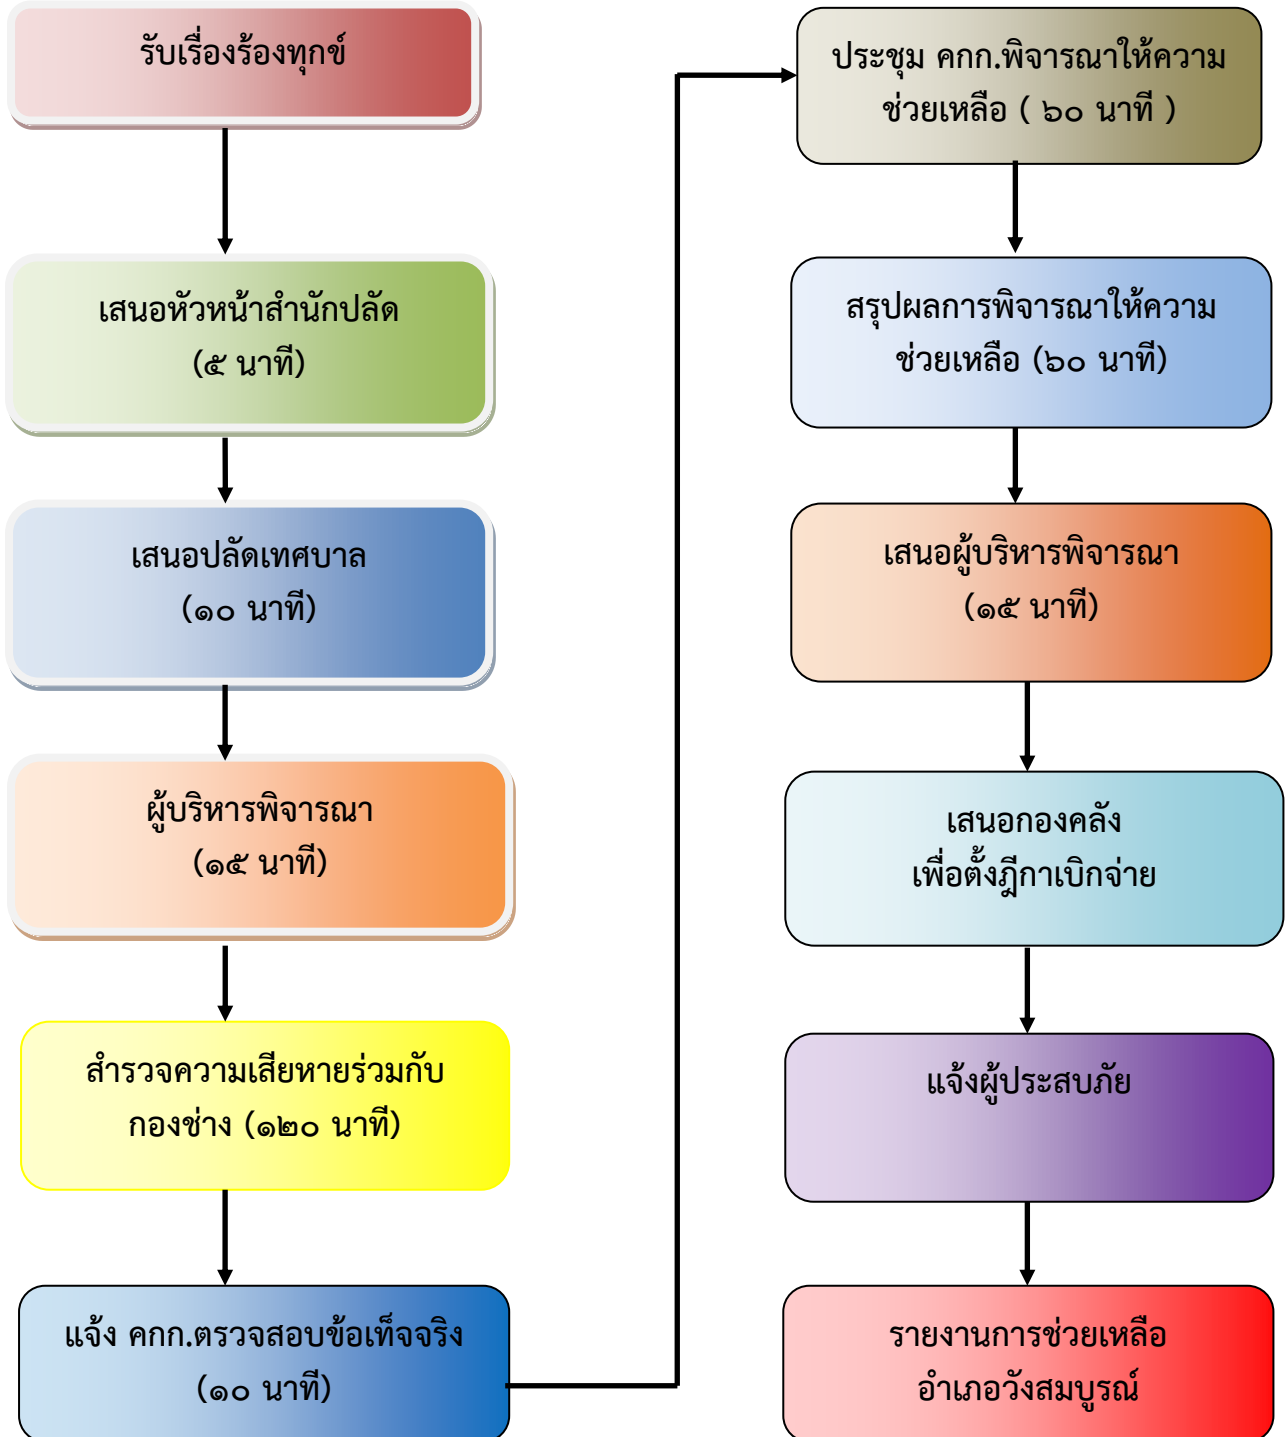 รับเรื่องร้องทุกข์
เสนอหัวหน้าสำนักปลัด
(๕ นาที)
เสนอปลัดเทศบาล
(๑๐ นาที)
ผู้บริหารพิจารณา
(๑๕ นาที)
สำรวจความเสียหายร่วมกับ
กองช่าง (๑๒๐ นาที)
แจ้ง คกก.ตรวจสอบข้อเท็จจริง
(๑๐ นาที)
ประชุม คกก.พิจารณาให้ความ
ช่วยเหลือ ( ๖๐ นาที )
สรุปผลการพิจารณาให้ความ
ช่วยเหลือ (๖๐ นาที)
เสนอผู้บริหารพิจารณา
(๑๕ นาที)
เสนอกองคลัง
เพื่อตั้งฎีกาเบิกจ่าย
แจ้งผู้ประสบภัย
รายงานการช่วยเหลือ
อำเภอวังสมบูรณ์